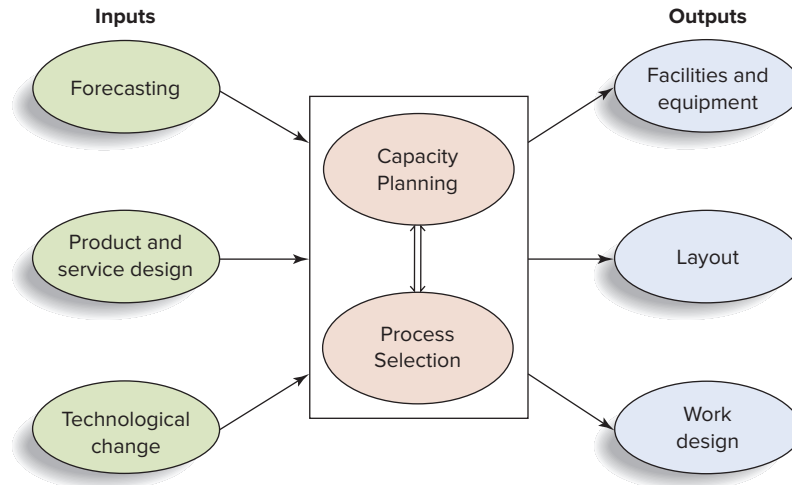 Inputs
Outputs
Forecasting
Product and
service design
Technological
change
Capacity
Planning
Process
Selection
Facilities and
equipment
Layout
Work
design